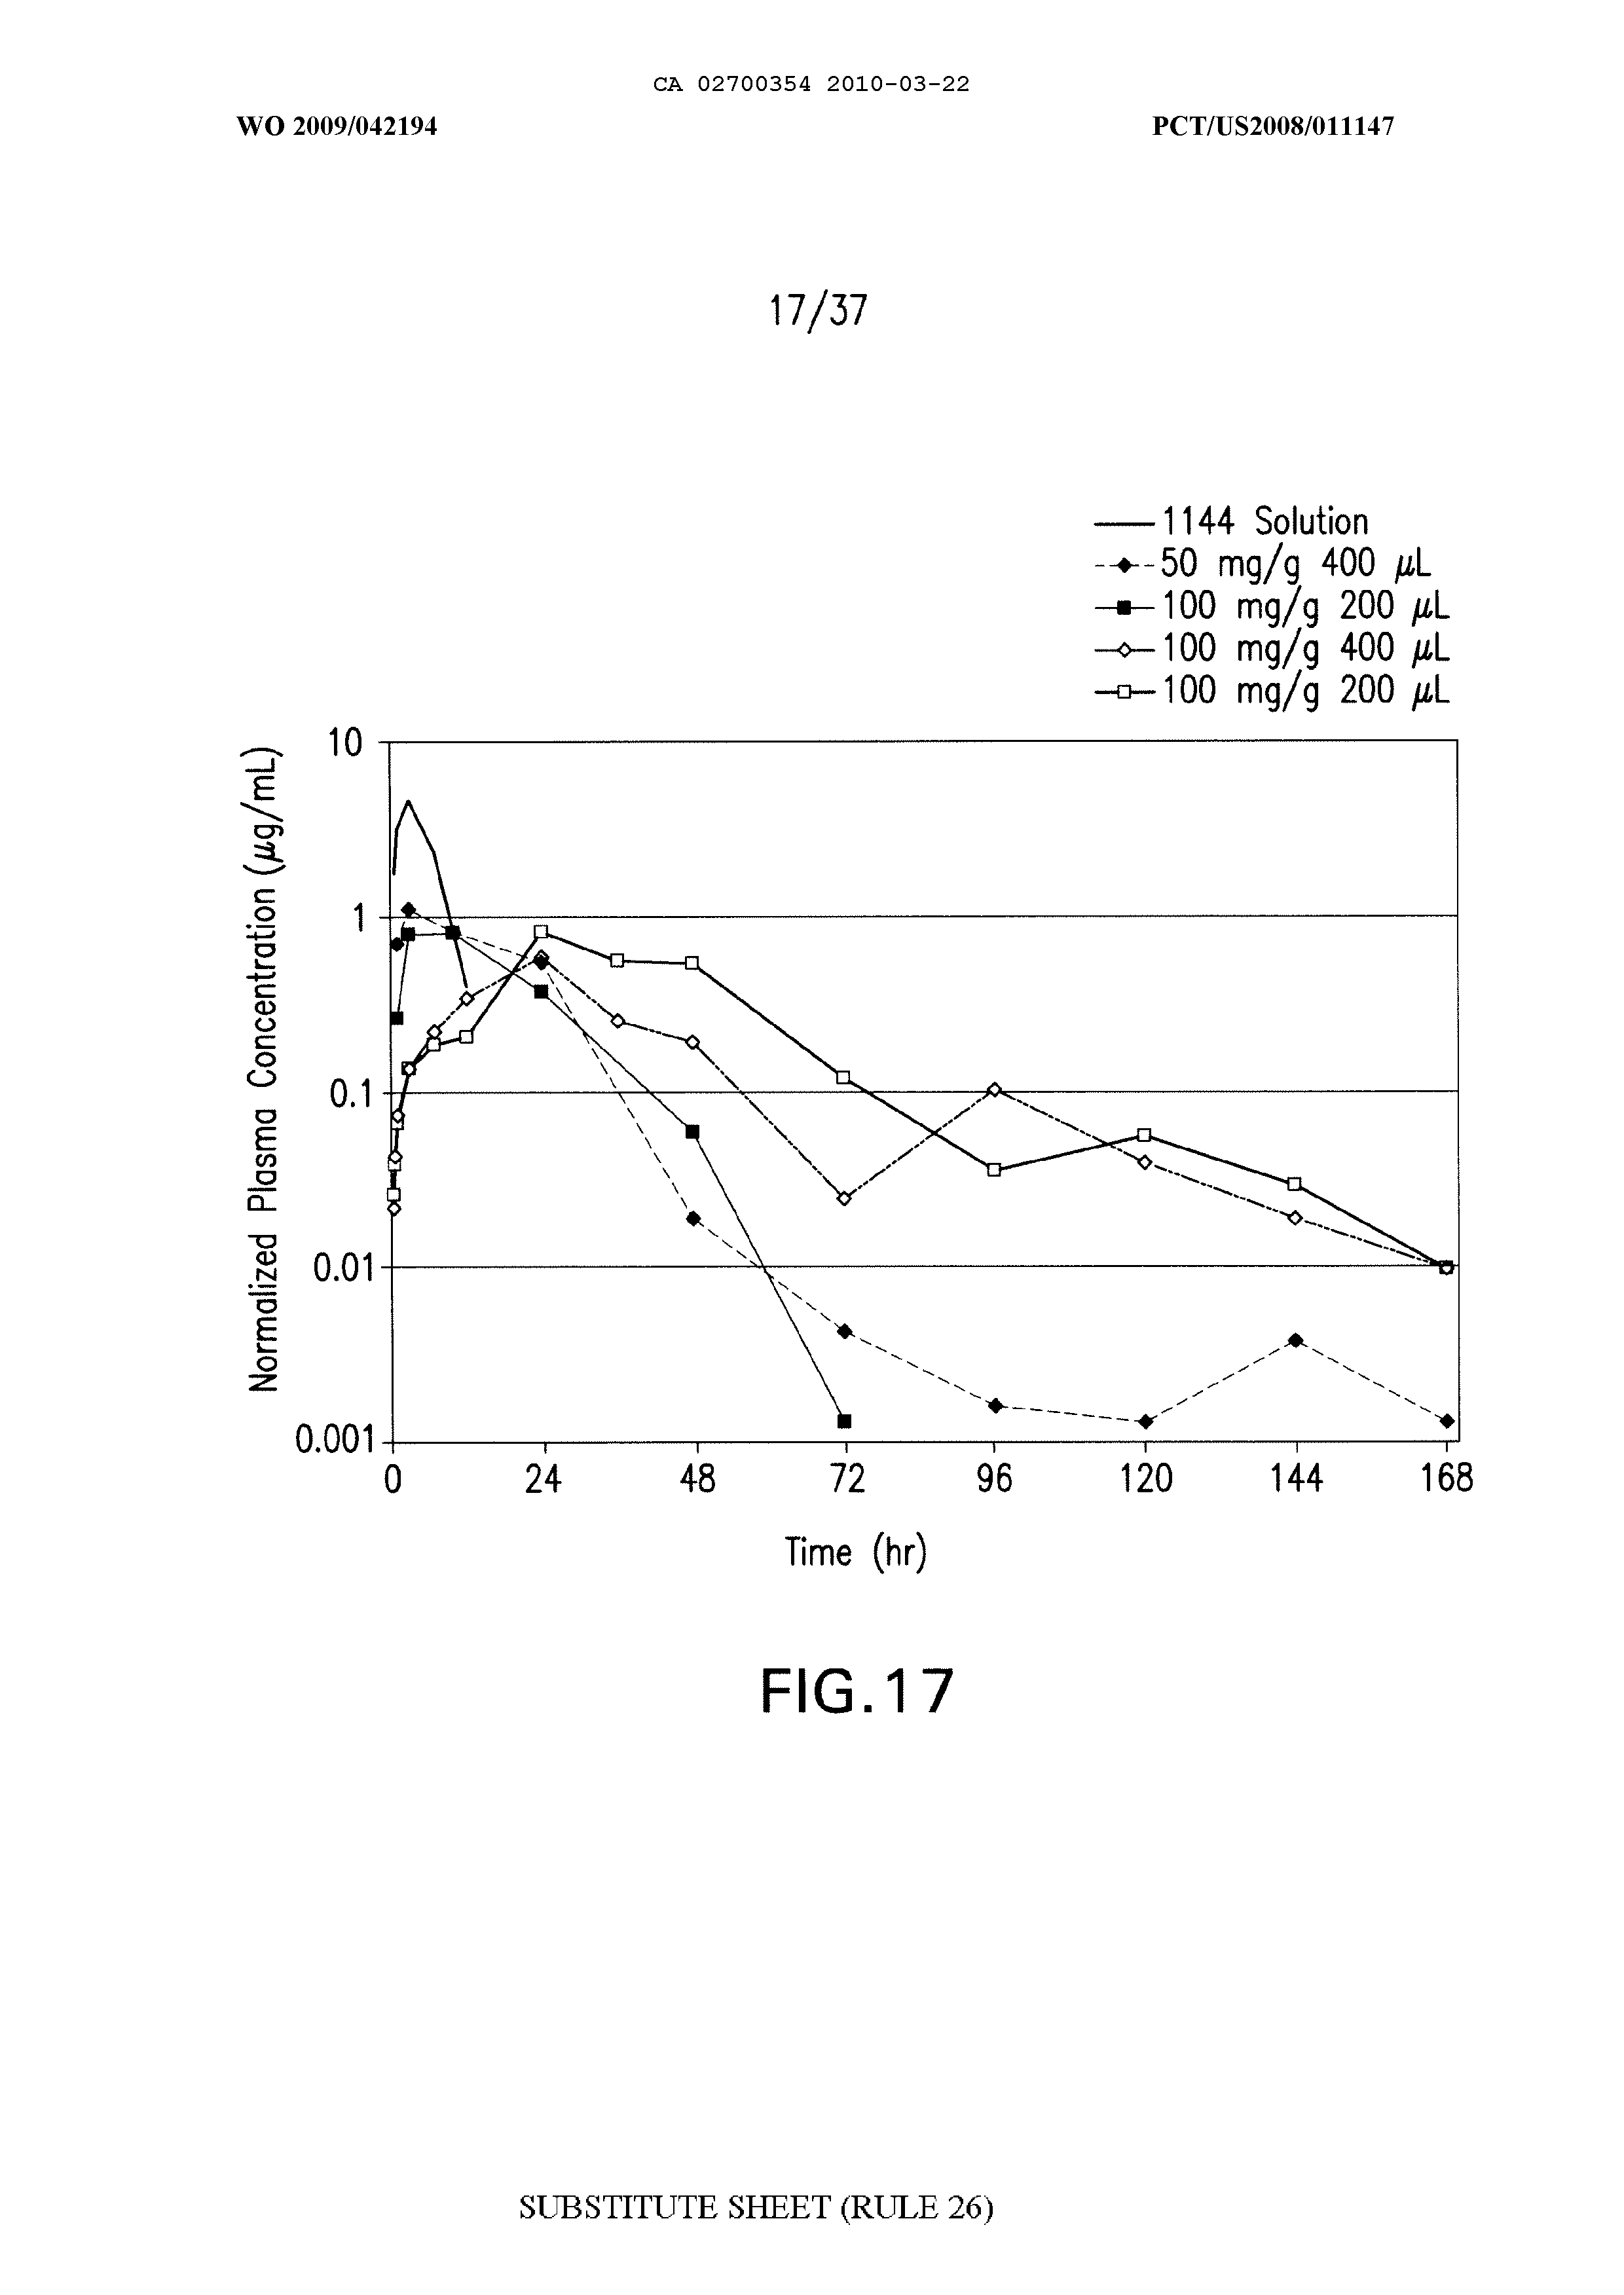 CA 02700354 2010-03-22
WO 2009/042194
PCT/US2008/011147
17/37
1144 Solution
50 mg/g 400 μL
100 mg/g 200 μL
100 mg/g 400 μL
100 mg/g 200 μL
Normalized Plasma Concentration (μg/mL)
10
1
0.1
0.01
0.001
0 24 48 72 96 120 144 168
Time (hr)
FIG.17
SUBSTITUTE SHEET (RULE 26)